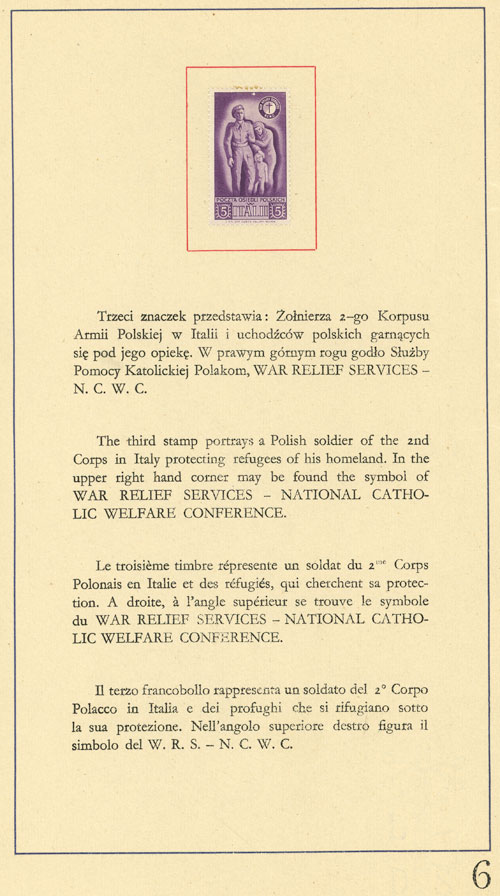 POCZTA OSIEDLI POLSKICH
5 ITALII 5
Trzeci znaczek przedstawia: Żołnierza 2–go Korpusu
Armii Polskiej w Italii i uchodźców polskich garnących
się pod jego opiekę. W prawym górnym rogu godło Służby
Pomocy Katolickiej Polakom, WAR RELIEF SERVICES –
N. C. W. C.
The third stamp portrays a Polish soldier of the 2nd
Corps in Italy protecting refugees of his homeland. In the
upper right hand corner may be found the symbol of
WAR RELIEF SERVICES – NATIONAL CATHO-
LIC WELFARE CONFERENCE.
Le troisième timbre répresente un soldat du 2me Corps
Polonais en Italie et des réfugiés, qui cherchent sa protec-
tion. A droite, à l'angle supérieur se trouve le symbole
du WAR RELIEF SERVICES – NATIONAL CATHO-
LIC WELFARE CONFERENCE.
Il terzo francobollo rappresenta un soldato del 2° Corpo
Polacco in Italia e dei profughi che si rifugiano sotto
la sua protezione. Nell'angolo superiore destro figura il
simbolo del W. R. S. – N. C. W. C.
6